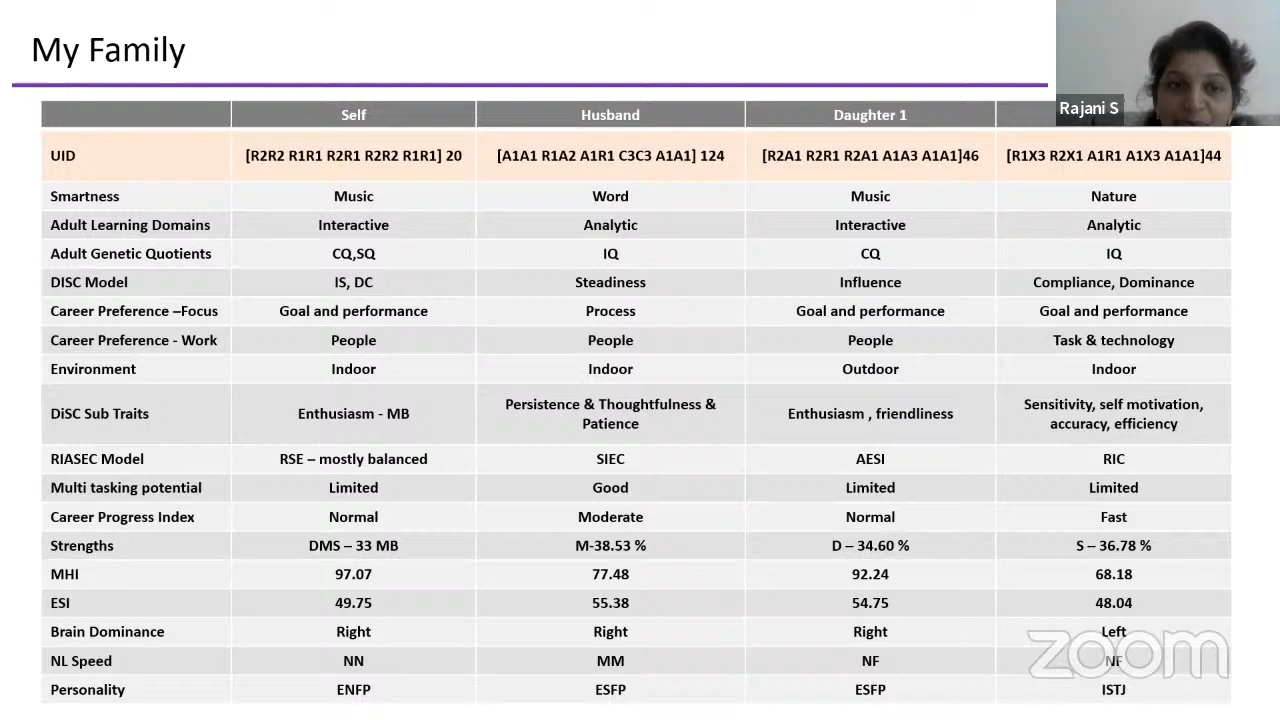 My Family
Rajani S
Self Husband Daughter 1
UID [R2R2 R1R1 R2R1 R2R2 R1R1] 20 [A1A1 R1A2 A1R1 C3C3 A1A1] 124 [R2A1 R2R1 R2A1 A1A3 A1A1]46 [R1X3 R2X1 A1R1 A1X3 A1A1]44
Smartness Music Word Music Nature
Adult Learning Domains Interactive Analytic Interactive Analytic
Adult Genetic Quotients CQ,SQ IQ CQ IQ
DISC Model IS, DC Steadiness Influence Compliance, Dominance
Career Preference –Focus Goal and performance Process Goal and performance Goal and performance
Career Preference - Work People People People Task & technology
Environment Indoor Indoor Outdoor Indoor
DiSC Sub Traits Enthusiasm - MB Persistence & Thoughtfulness & Patience Enthusiasm , friendliness Sensitivity, self motivation, accuracy, efficiency
RIASEC Model RSE – mostly balanced SIEC AESI RIC
Multi tasking potential Limited Good Limited Limited
Career Progress Index Normal Moderate Normal Fast
Strengths DMS – 33 MB M-38.53 % D – 34.60 % S – 36.78 %
MHI 97.07 77.48 92.24 68.18
ESI 49.75 55.38 54.75 48.04
Brain Dominance Right Right Right Left
NL Speed NN MM NF NF
Personality ENFP ESFP ESFP ISTJ
zoom